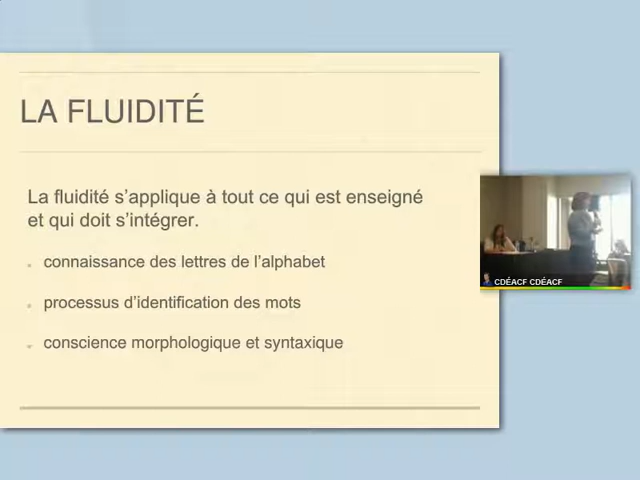 LA FLUIDITÉ
La fluidité s'applique à tout ce qui est enseigné
et qui doit s'intégrer.
connaissance des lettres de l'alphabet
processus d'identification des mots
conscience morphologique et syntaxique
CDÉACF CDÉACF